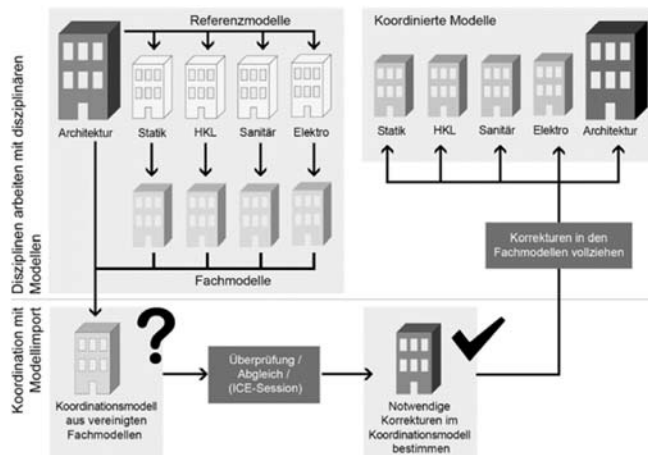 Referenzmodelle
Architektur
Statik
HKL
Sanitär
Elektro
Fachmodelle
Koordinierte Modelle
Statik
HKL
Sanitär
Elektro
Architektur
Disziplinen arbeiten mit disziplinären
Modellen
Korrekturen in den
Fachmodellen vollziehen
Koordination mit
Modellimport
?
Koordinationsmodell
aus vereinigten
Fachmodellen
Überprüfung /
Abgleich /
(ICE-Session)
Notwendige
Korrekturen im
Koordinationsmodell
bestimmen